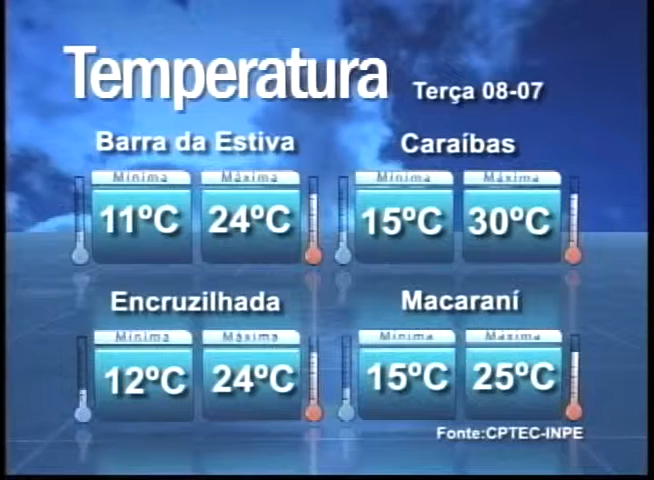 Temperatura
Terça 08-07
Barra da Estiva
Mínima
Máxima
11ºC
24ºC
Caraíbas
Mínima
Máxima
15ºC
30ºC
Encruzilhada
Mínima
Máxima
12ºC
24ºC
Macaraní
Mínima
Máxima
15ºC
25ºC
Fonte:CPTEC-INPE